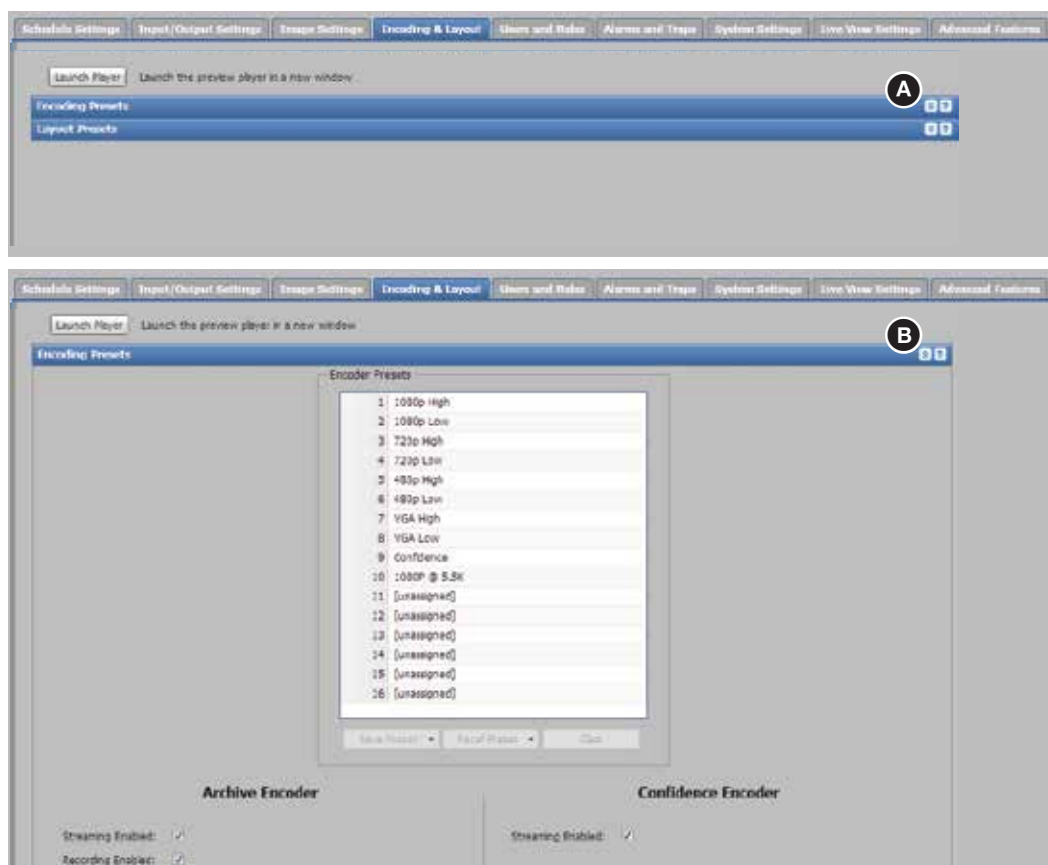 Schedule Settings Input/Output Settings Image Settings Encoding & Layout Users and Roles Alarms and Traps System Settings Live View Settings Advanced Features
Launch Player Launch the preview player in a new window
A
Encoding Presets
Layout Presets
Schedule Settings Input/Output Settings Image Settings Encoding & Layout Users and Roles Alarms and Traps System Settings Live View Settings Advanced Features
Launch Player Launch the preview player in a new window
B
Encoding Presets
Encoder Presets
1 1080p High
2 1080p Low
3 720p High
4 720p Low
5 480p High
6 480p Low
7 VGA High
8 VGA Low
9 Confidence
10 1080P @ 5.5K
11 [unassigned]
12 [unassigned]
13 [unassigned]
14 [unassigned]
15 [unassigned]
16 [unassigned]
Save Preset Recall Preset Clear
Archive Encoder Confidence Encoder
Streaming Enabled: Streaming Enabled:
Recording Enabled: